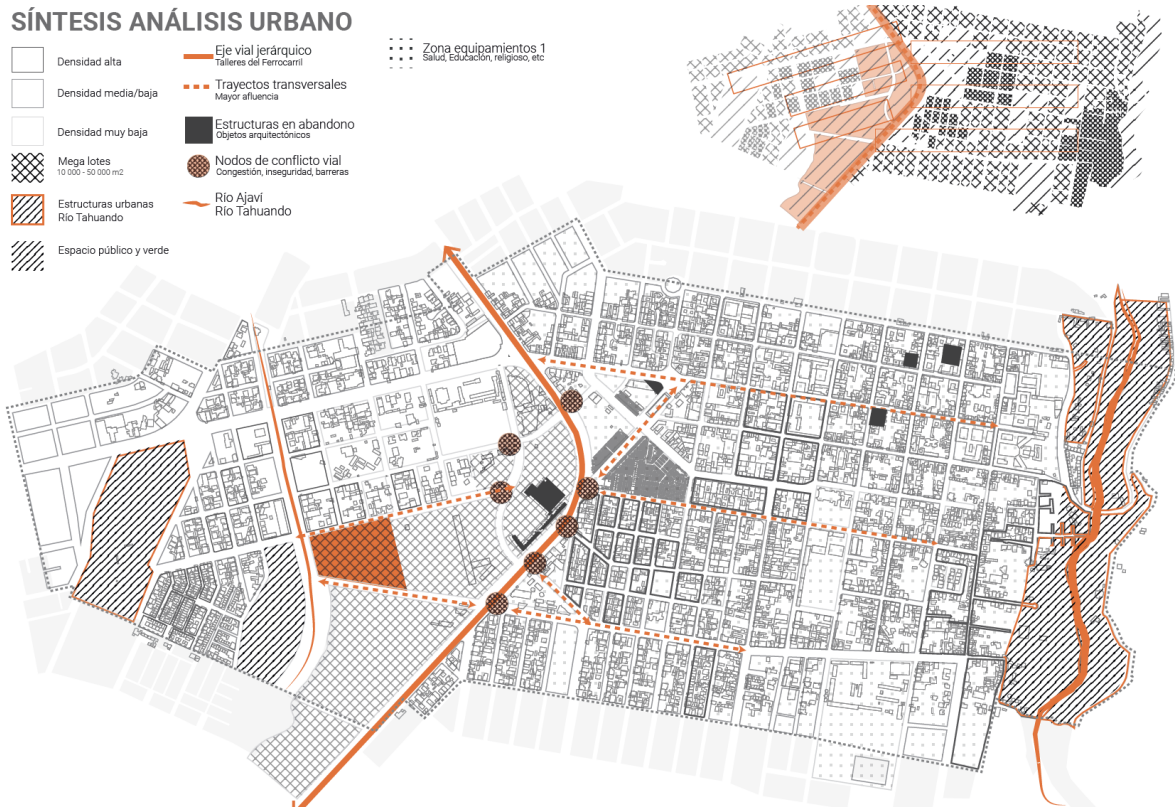 SÍNTESIS ANÁLISIS URBANO
Densidad alta
Densidad media/baja
Densidad muy baja
Mega lotes
10 000 - 50 000 m2
Estructuras urbanas
Río Tahuando
Espacio público y verde
Eje vial jerárquico
Talleres del Ferrocarril
Trayectos transversales
Mayor afluencia
Estructuras en abandono
Objetos arquitectónicos
Nodos de conflicto vial
Congestión, inseguridad, barreras
Río Ajaví
Río Tahuando
Zona equipamientos 1
Salud, Educación, religioso, etc